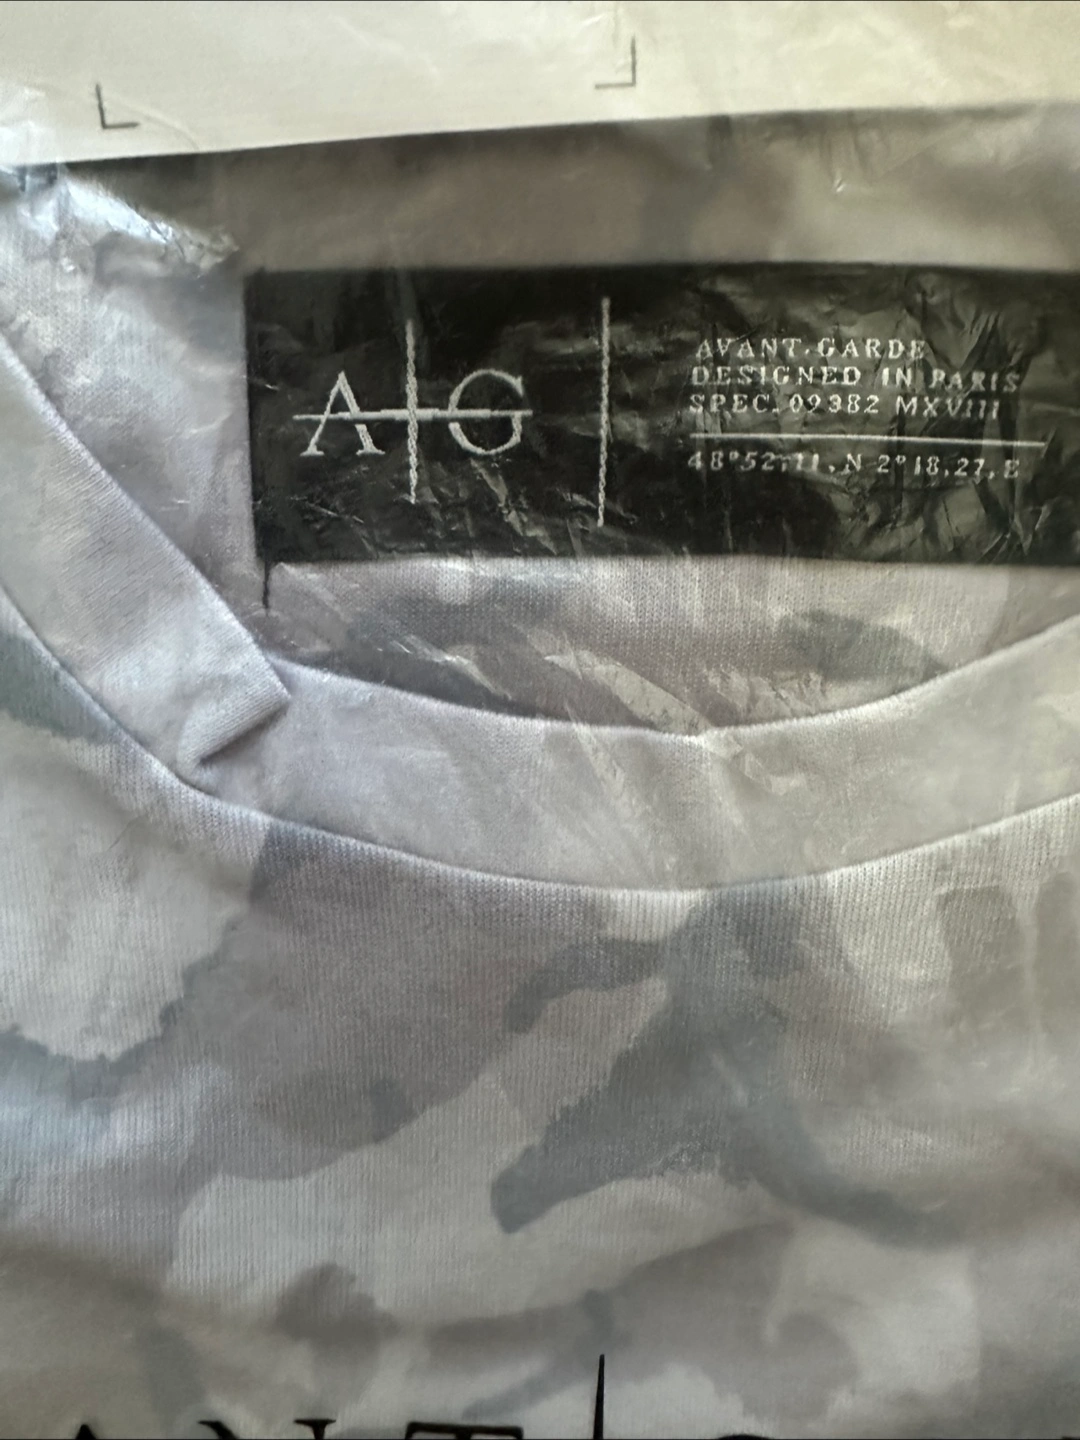 A G
AVANT.GARDE
DESIGNED IN PARIS
SPEC. 09382 MXVIII
48°52.11, N 2°18.27, E